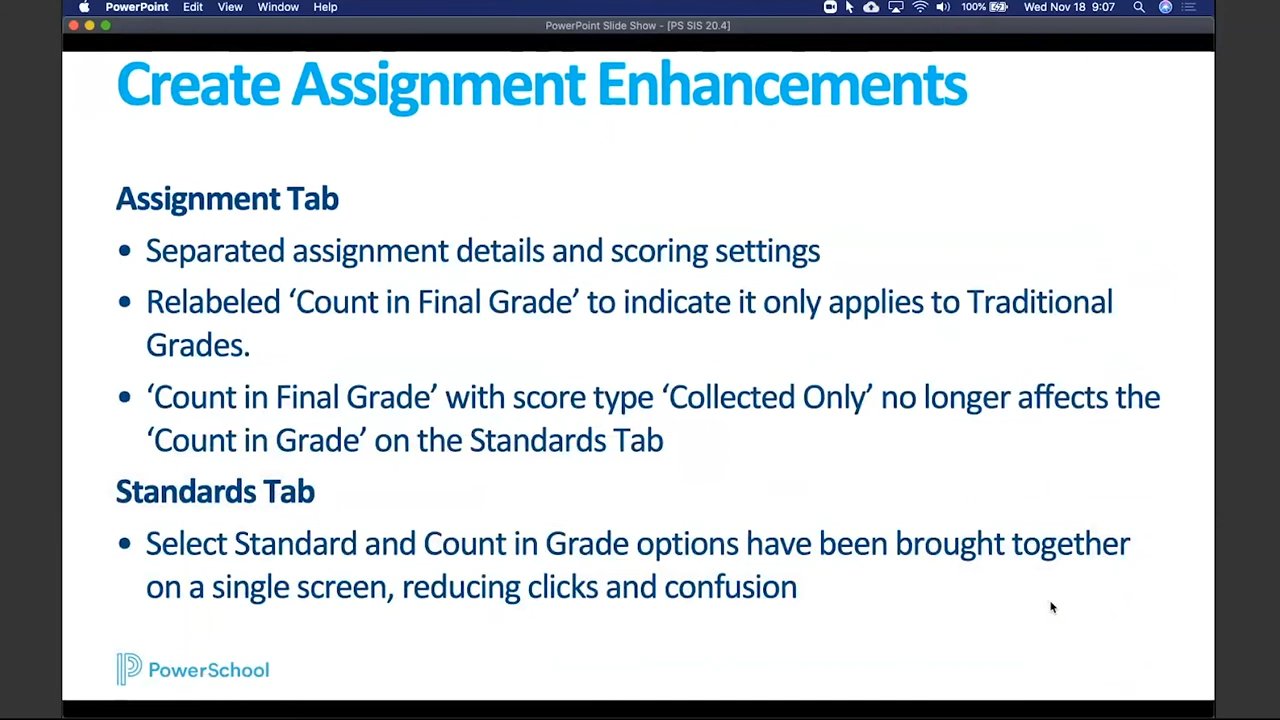 PowerPoint Edit View Window Help 100% Wed Nov 18 9:07
PowerPoint Slide Show - [PS SIS 20.4]
Create Assignment Enhancements
Assignment Tab
• Separated assignment details and scoring settings
• Relabeled ‘Count in Final Grade’ to indicate it only applies to Traditional
Grades.
• ‘Count in Final Grade’ with score type ‘Collected Only’ no longer affects the
‘Count in Grade’ on the Standards Tab
Standards Tab
• Select Standard and Count in Grade options have been brought together
on a single screen, reducing clicks and confusion
PowerSchool